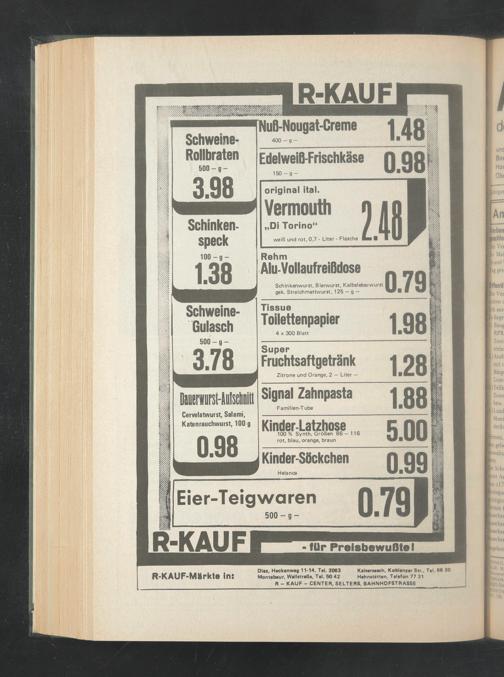 R-KAUF
Schweine-
Rollbraten
500 – g –
3.98
Schinken-
speck
100 – g –
1.38
Schweine-
Gulasch
500 – g –
3.78
Dauerwurst-Aufschnitt
Cervelatwurst, Salami,
Katenrauchwurst, 100 g
0.98
Nuß-Nougat-Creme
400 – g –
1.48
Edelweiß-Frischkäse
150 – g –
0.98
original ital.
Vermouth
„Di Torino“
weiß und rot, 0,7 - Liter - Flasche
2.48
Rehm
Alu-Vollaufreißdose
Schinkenwurst, Bierwurst, Kalbsleberwurst
gek. Streichmettwurst, 125 – g –
0.79
Tissue
Toilettenpapier
4 x 300 Blatt
1.98
Super
Fruchtsaftgetränk
Zitrone und Orange, 2 – Liter –
1.28
Signal Zahnpasta
Familien-Tube
1.88
Kinder-Latzhose
100 % Synth, Größen 86 – 116
rot, blau, orange, braun
5.00
Kinder-Söckchen
Helanca
0.99
Eier-Teigwaren
500 – g –
0.79
R-KAUF
- für Preisbewußte!
R-KAUF-Märkte in:
Diez, Heckenweg 11-14, Tel. 2063
Montabaur, Wallstraße, Tel. 50 42
Kaisersesch, Koblenzer Str., Tel.
Hahnstätten, Telefon 77 31
R – KAUF – CENTER, SELTERS, BAHNHOFSTRASSE